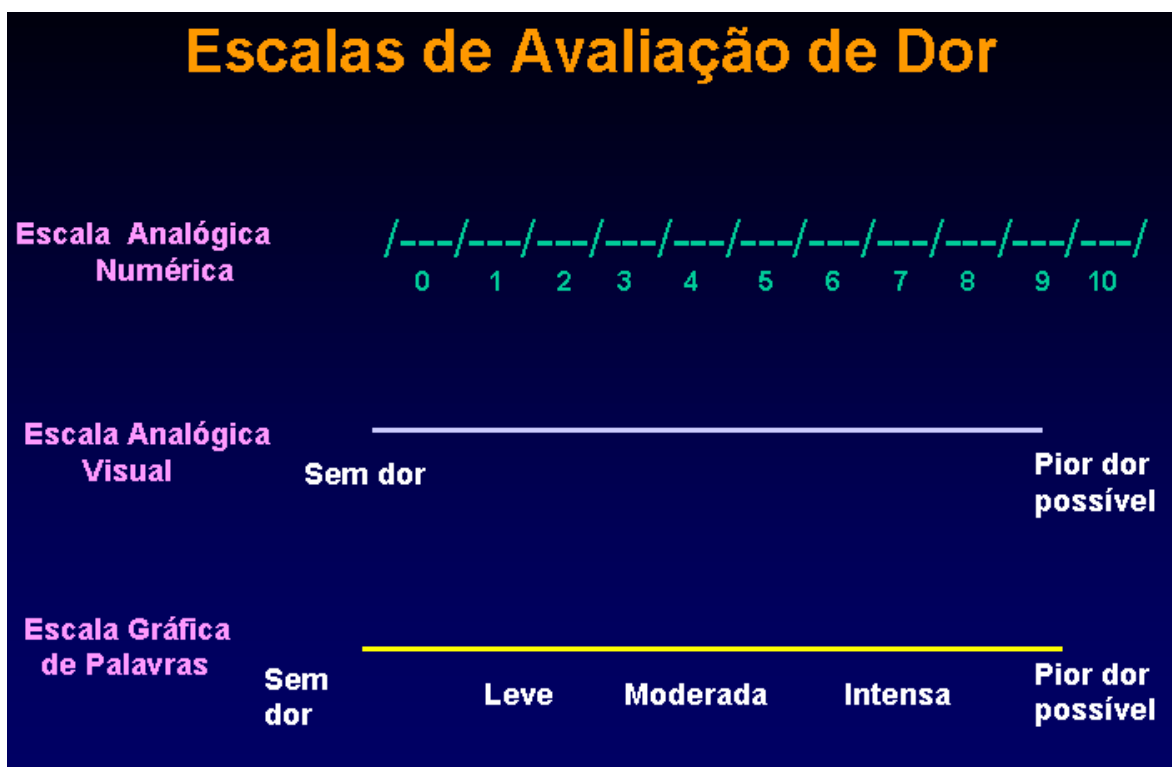 Escalas de Avaliação de Dor
Escala Analógica
Numérica
/---/---/---/---/---/---/---/---/---/---/---/
0 1 2 3 4 5 6 7 8 9 10
Escala Analógica
Visual
Sem dor
Pior dor
possível
Escala Gráfica
de Palavras
Sem
dor
Leve Moderada Intensa
Pior dor
possível